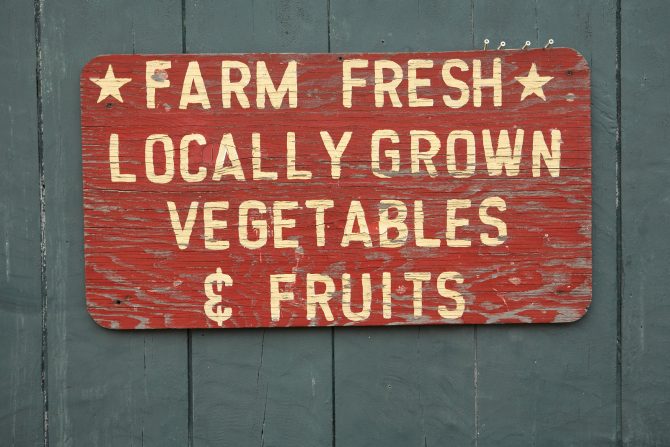 ★ FARM FRESH ★
LOCALLY GROWN
VEGETABLES
& FRUITS